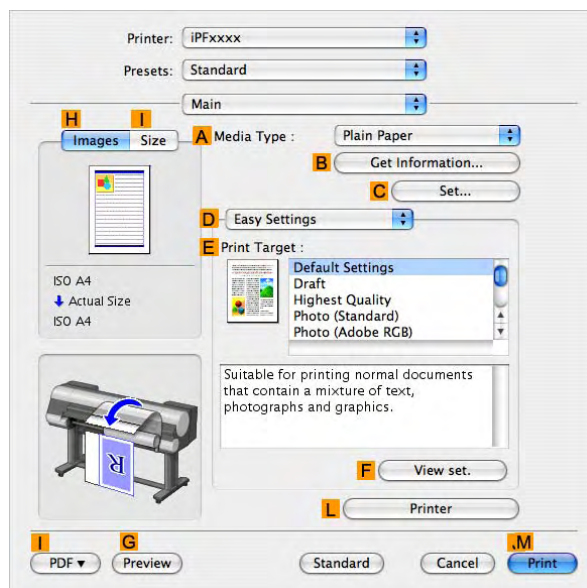 Printer: iPFxxxx
Presets: Standard
Main
H I
Images Size
A Media Type : Plain Paper
B Get Information...
C Set...
D Easy Settings
E Print Target :
Default Settings
Draft
Highest Quality
Photo (Standard)
Photo (Adobe RGB)
ISO A4
Actual Size
ISO A4
Suitable for printing normal documents
that contain a mixture of text,
photographs and graphics.
R
F View set.
L Printer
I G .M
PDF ▼ Preview Standard Cancel Print